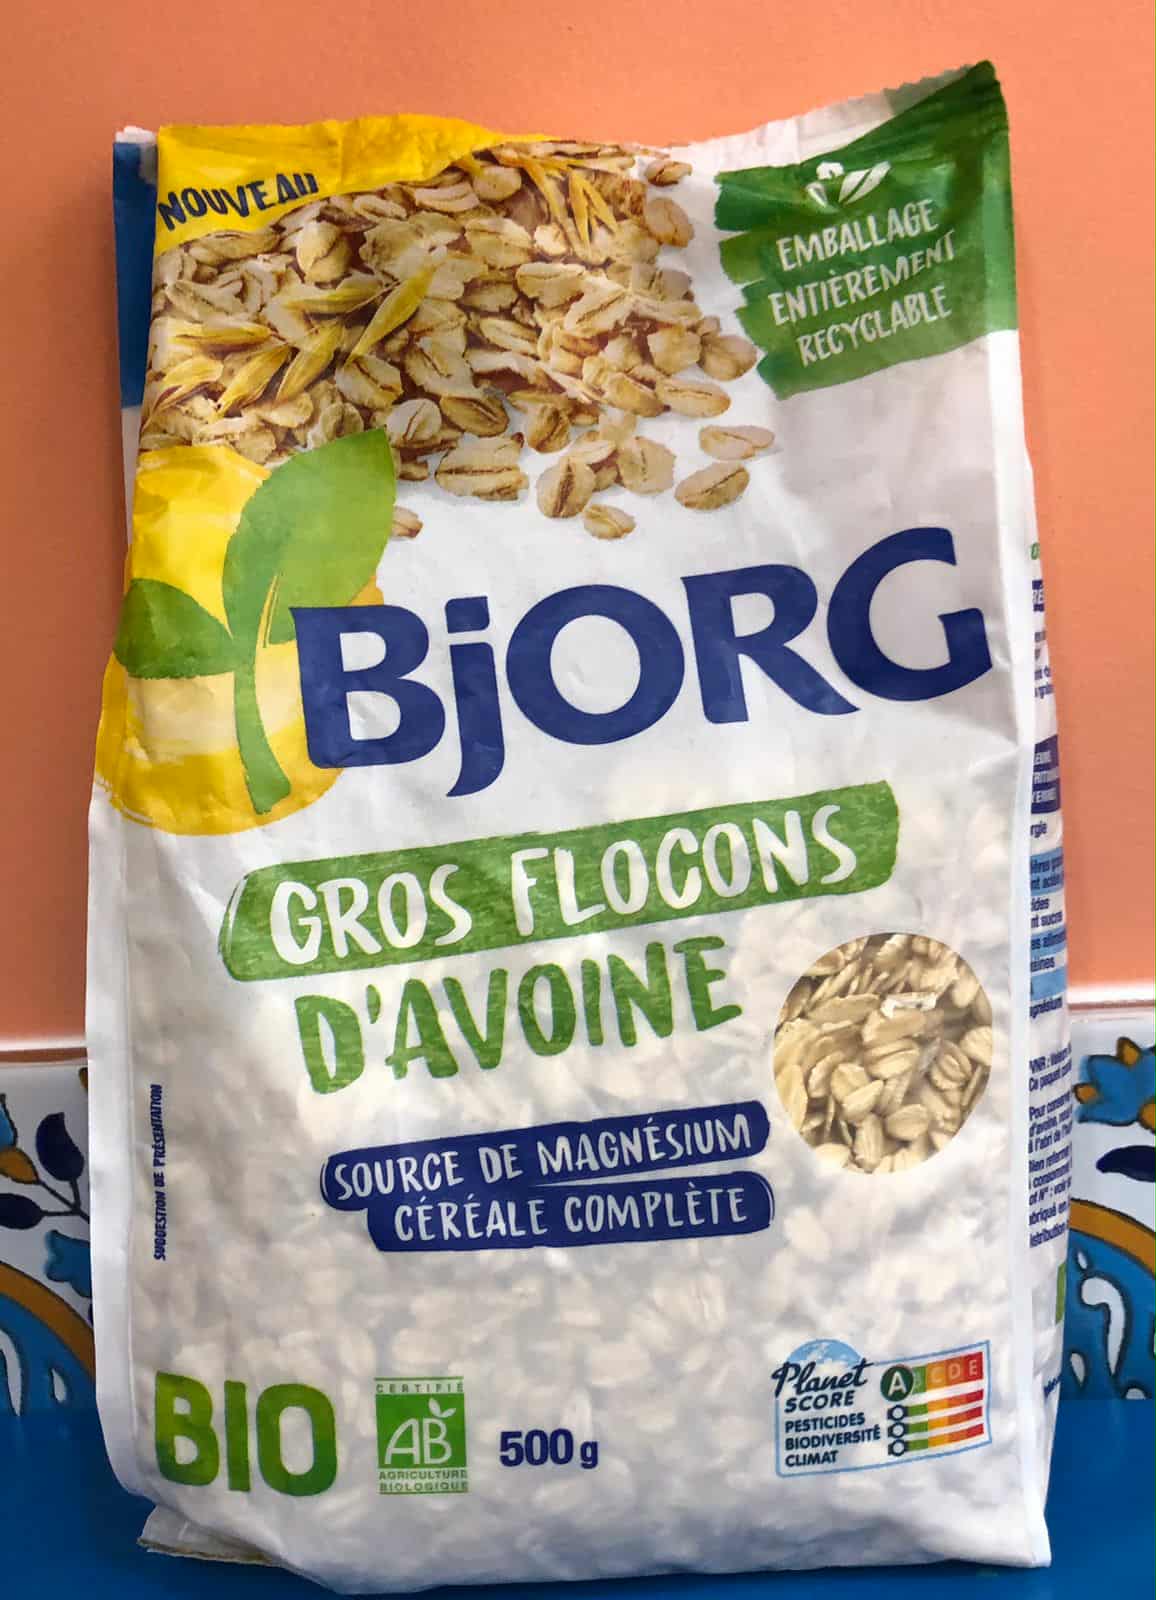 NOUVEAU
EMBALLAGE
ENTIÈREMENT
RECYCLABLE
BjORG
GROS FLOCONS
D'AVOINE
SOURCE DE MAGNÉSIUM
CÉRÉALE COMPLÈTE
SUGGESTION DE PRÉSENTATION
BIO
CERTIFIÉ
AB
AGRICULTURE
BIOLOGIQUE
500 g
Planet
SCORE
A B C D E
PESTICIDES
BIODIVERSITÉ
CLIMAT